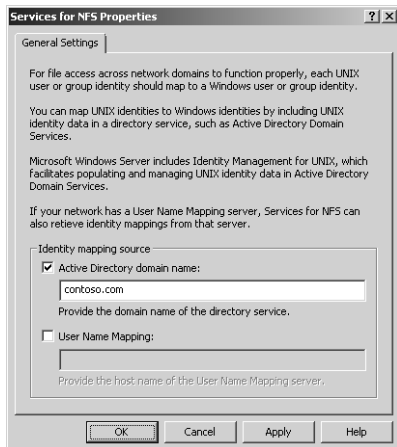 Services for NFS Properties
? X
General Settings
For file access across network domains to function properly, each UNIX
user or group identity should map to a Windows user or group identity.
You can map UNIX identities to Windows identities by including UNIX
identity data in a directory service, such as Active Directory Domain
Services.
Microsoft Windows Server includes Identity Management for UNIX, which
facilitates populating and managing UNIX identity data in Active Directory
Domain Services.
If your network has a User Name Mapping server, Services for NFS can
also retieve identity mappings from that server.
Identity mapping source
Active Directory domain name:
contoso.com
Provide the domain name of the directory service.
User Name Mapping:
Provide the host name of the User Name Mapping server.
OK Cancel Apply Help